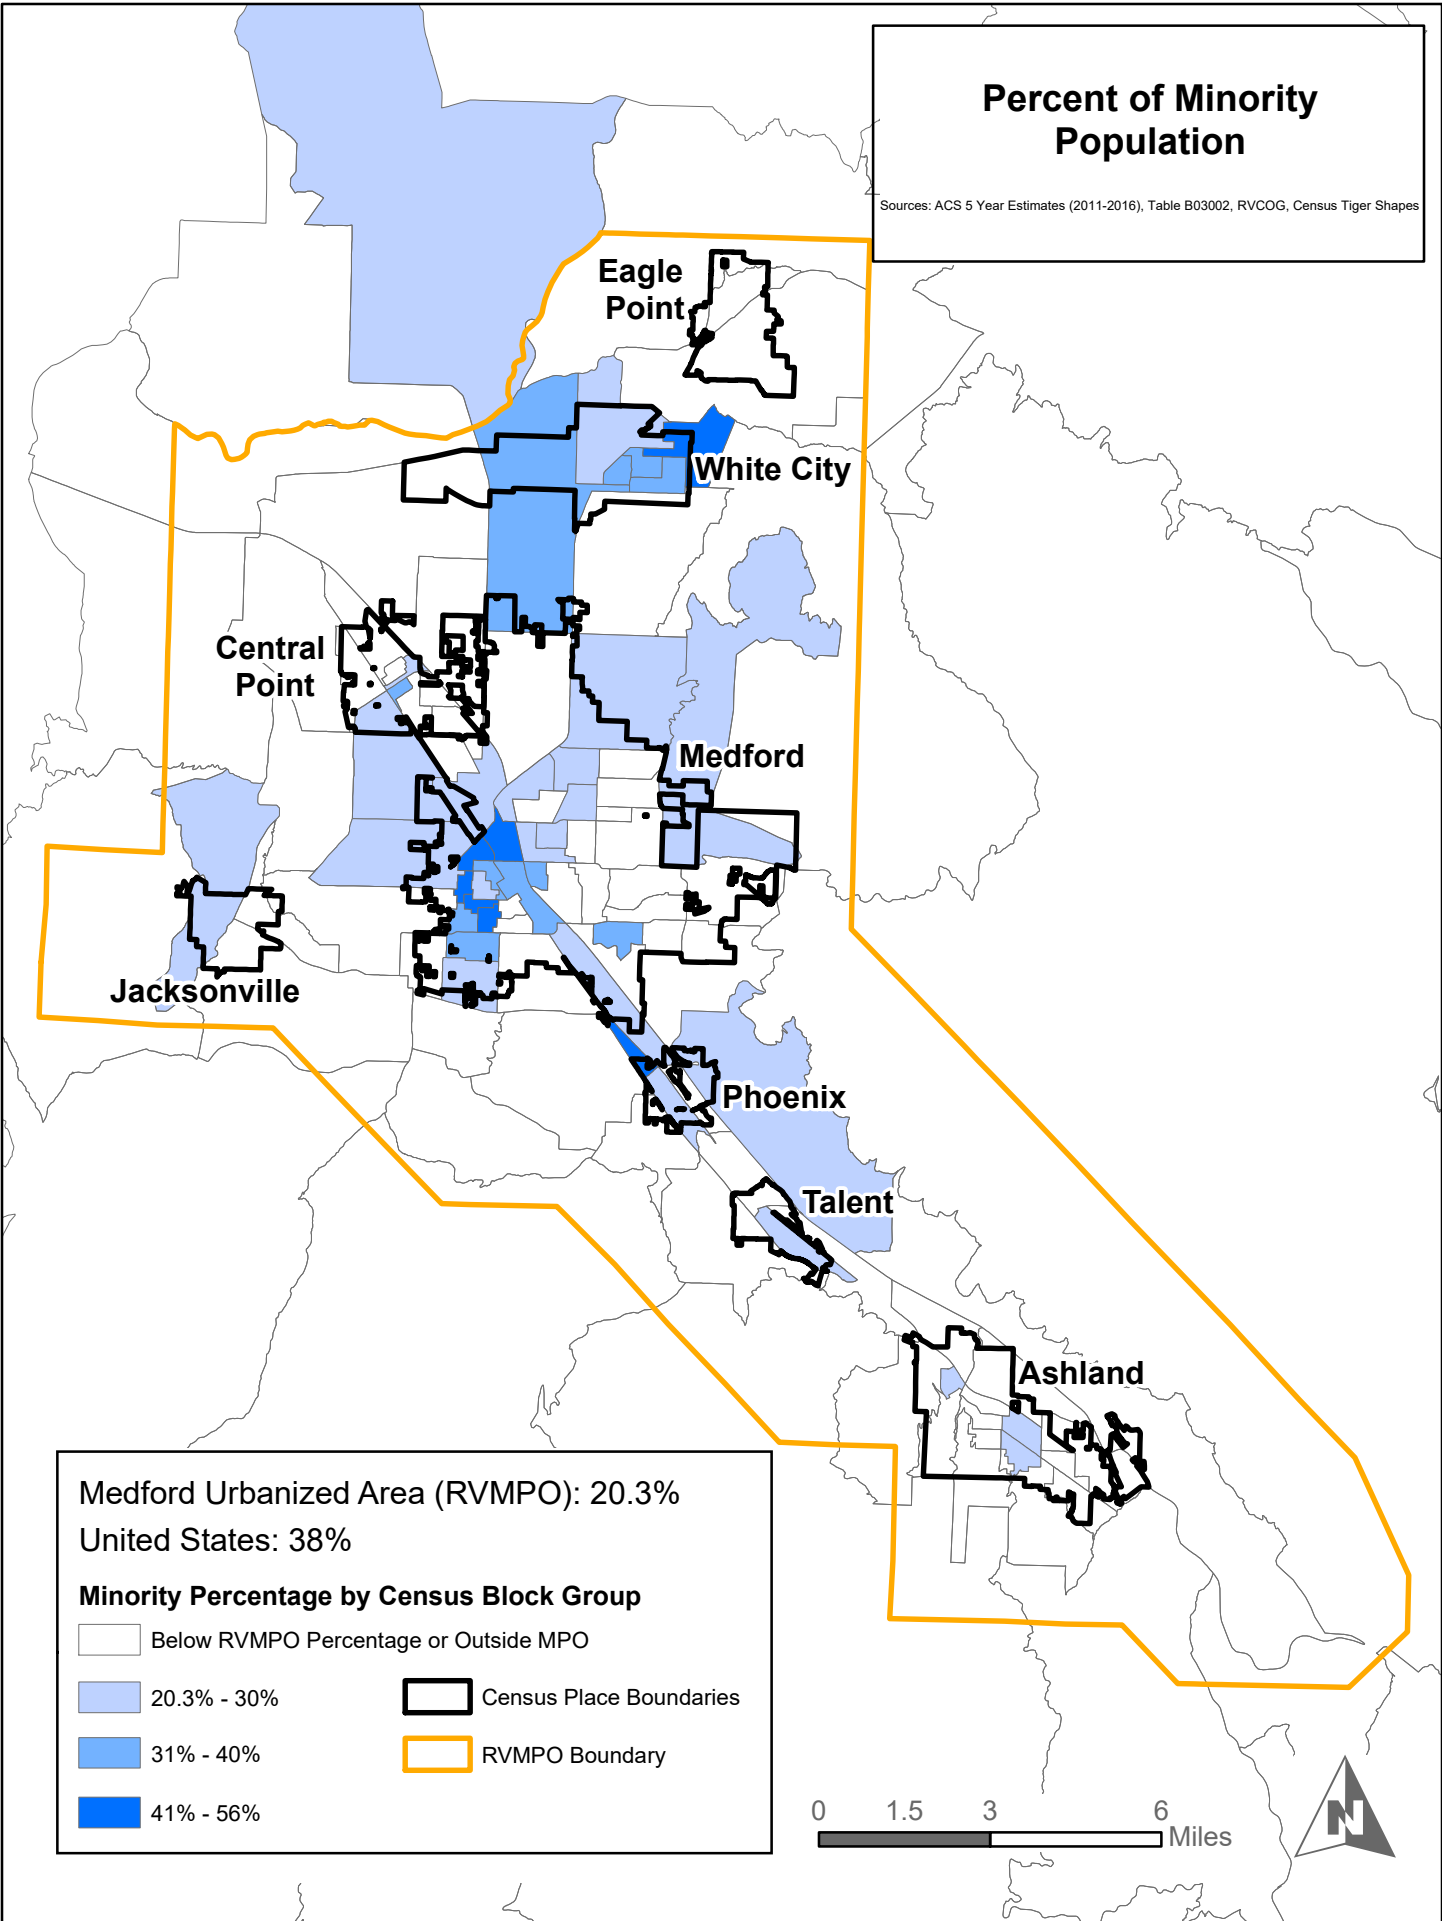 Percent of Minority
Population
Sources: ACS 5 Year Estimates (2011-2016), Table B03002, RVCOG, Census Tiger Shapes
Eagle
Point
White City
Central
Point
Medford
Jacksonville
Phoenix
Talent
Ashland
Medford Urbanized Area (RVMPO): 20.3%
United States: 38%
Minority Percentage by Census Block Group
Below RVMPO Percentage or Outside MPO
20.3% - 30%
Census Place Boundaries
31% - 40%
RVMPO Boundary
41% - 56%
0 1.5 3 6
Miles
N